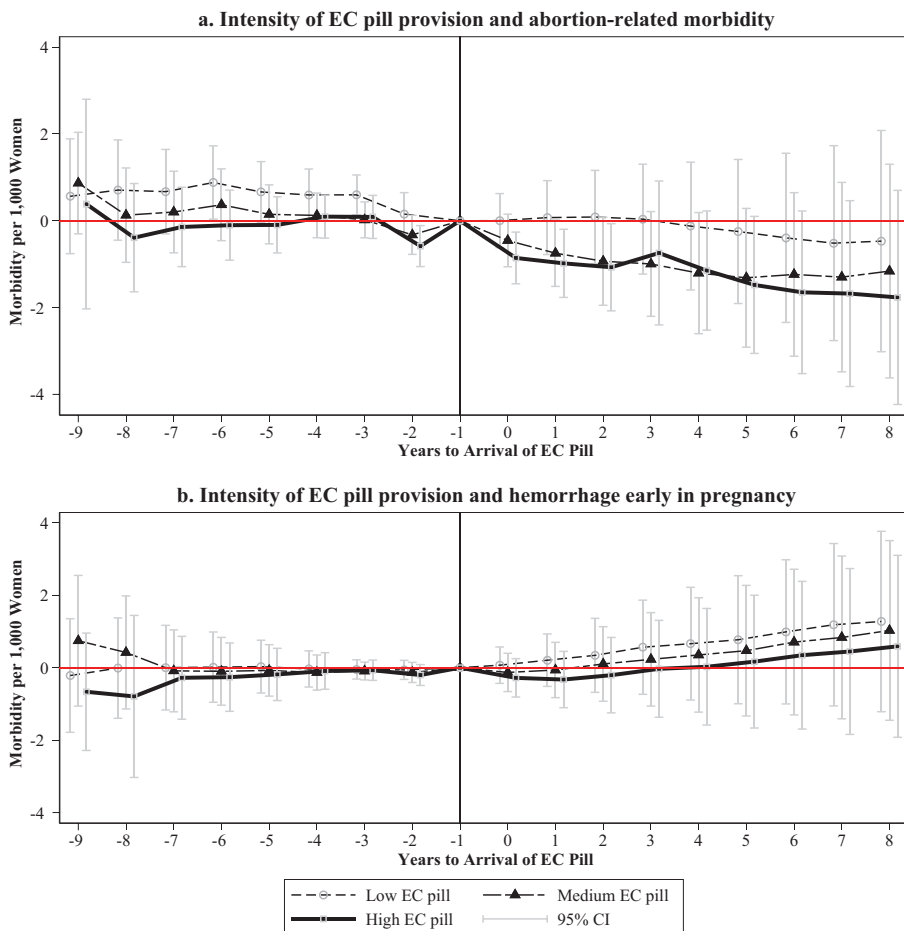 a. Intensity of EC pill provision and abortion-related morbidity
Morbidity per 1,000 Women
4
2
0
-2
-4
-9 -8 -7 -6 -5 -4 -3 -2 -1 0 1 2 3 4 5 6 7 8
Years to Arrival of EC Pill
b. Intensity of EC pill provision and hemorrhage early in pregnancy
Morbidity per 1,000 Women
4
2
0
-2
-4
-9 -8 -7 -6 -5 -4 -3 -2 -1 0 1 2 3 4 5 6 7 8
Years to Arrival of EC Pill
Low EC pill Medium EC pill
High EC pill 95% CI